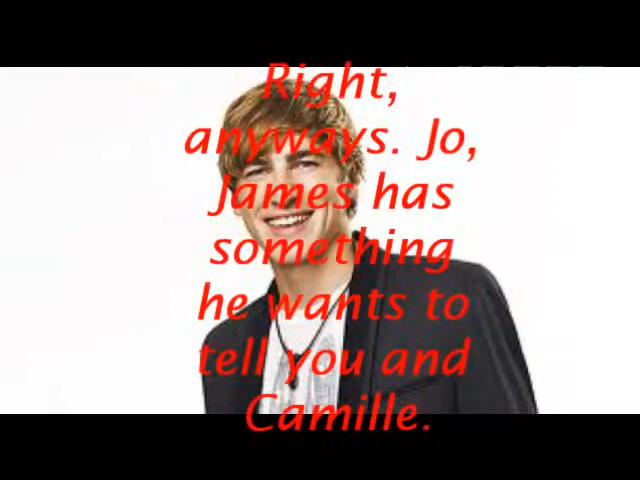 Right,
anyways. Jo,
James has
something
he wants to
tell you and
Camille.